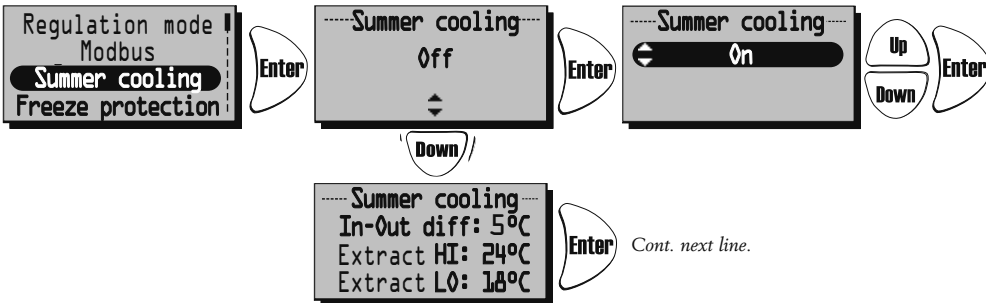 Regulation mode
Modbus
Summer cooling
Freeze protection
Enter
Summer cooling
Off
Enter
Summer cooling
On
Up
Down
Enter
Down
Summer cooling
In-Out diff: 5°C
Extract HI: 24°C
Extract LO: 18°C
Enter
Cont. next line.